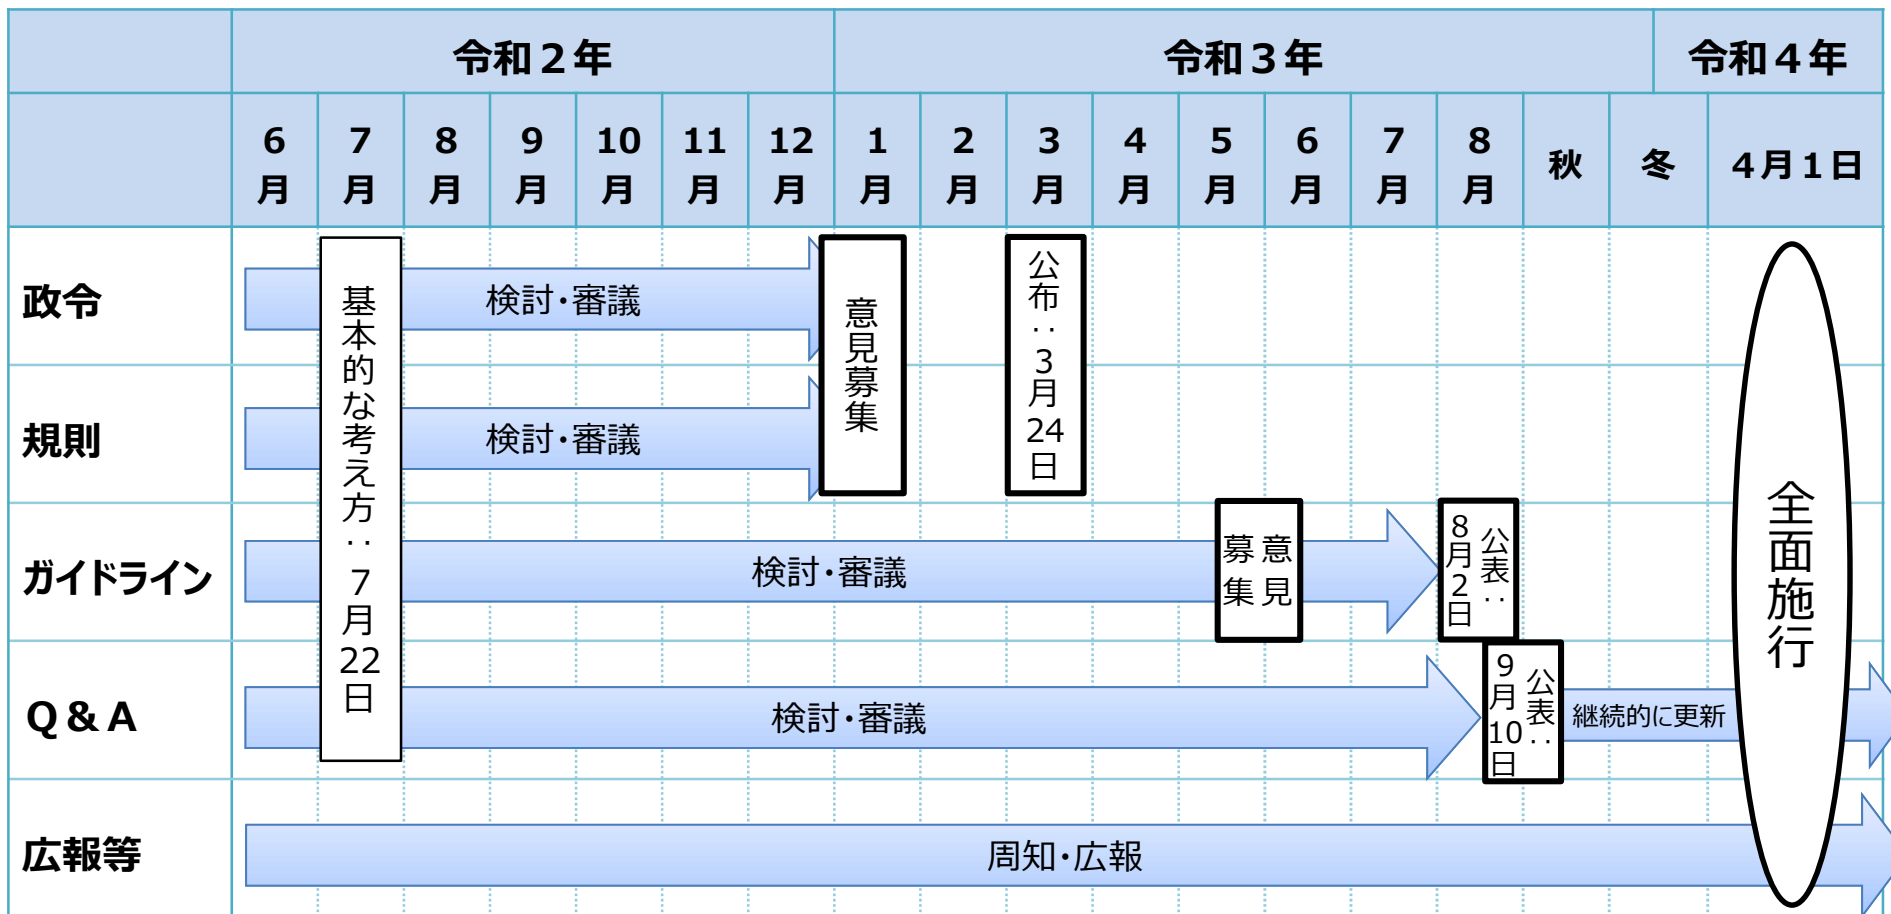 令和２年
令和３年
令和４年
6月
7月
8月
9月
10月
11月
12月
1月
2月
3月
4月
5月
6月
7月
8月
秋
冬
４月１日
政令
検討・審議
規則
検討・審議
ガイドライン
検討・審議
Ｑ＆Ａ
検討・審議
継続的に更新
広報等
周知・広報
基本的な考え方：7月22日
意見募集
公布：3月24日
意見
募集
公表：
8月2日
公表：
9月10日
全面施行